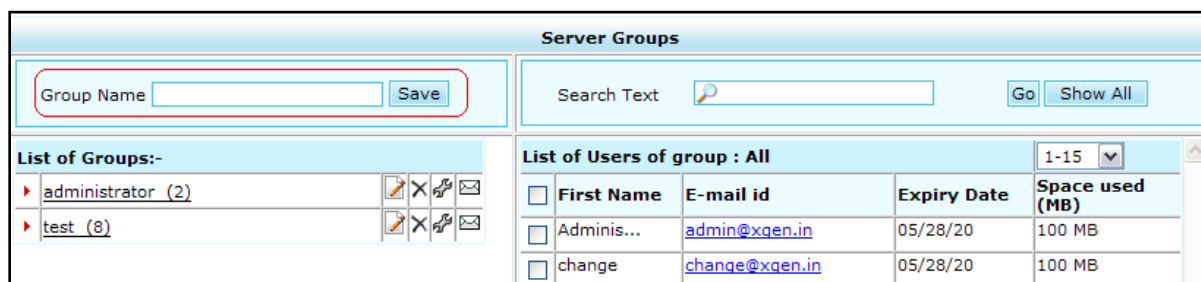 Server Groups
Group Name Save
Search Text Go Show All
List of Groups:-
administrator (2)
test (8)
List of Users of group : All 1-15
First Name E-mail id Expiry Date Space used (MB)
Adminis... admin@xgen.in 05/28/20 100 MB
change change@xgen.in 05/28/20 100 MB